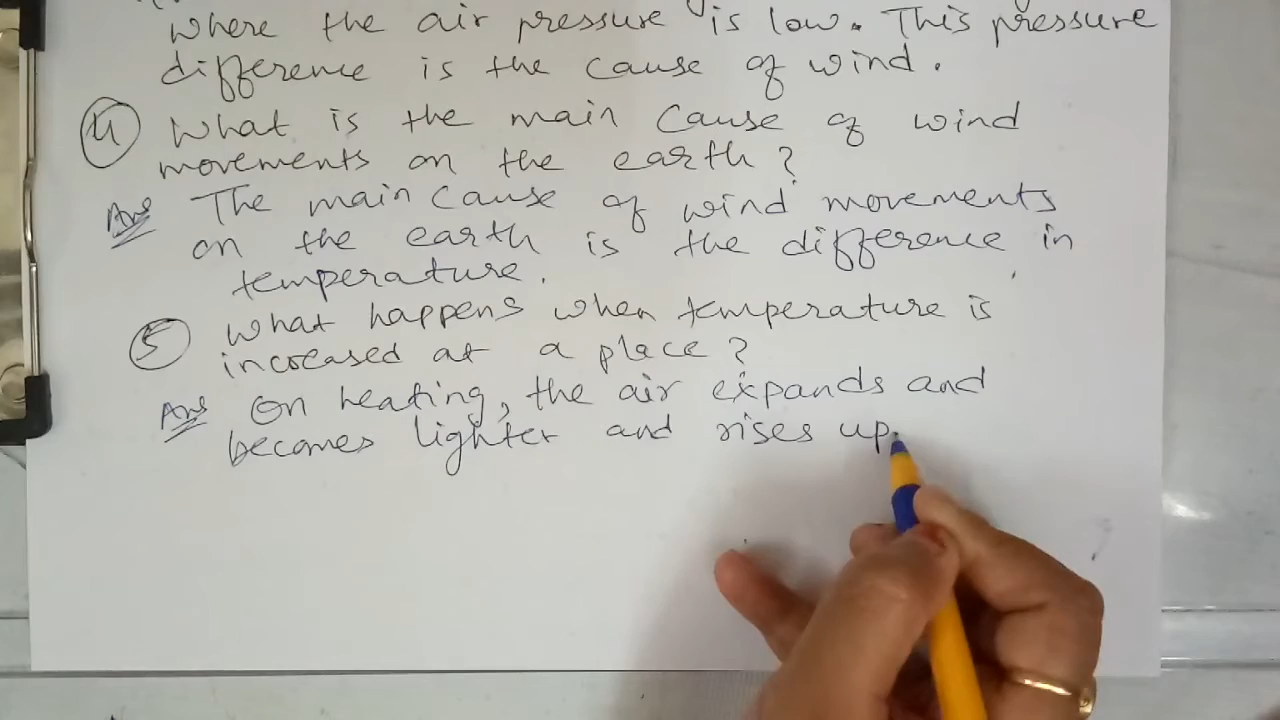 where the air pressure is low. This pressure
difference is the cause of wind.
4 What is the main cause of wind
movements on the earth?
Ans The main cause of wind movements
on the earth is the difference in
temperature.
5 What happens when temperature is
increased at a place?
Ans On heating, the air expands and
becomes lighter and rises up.